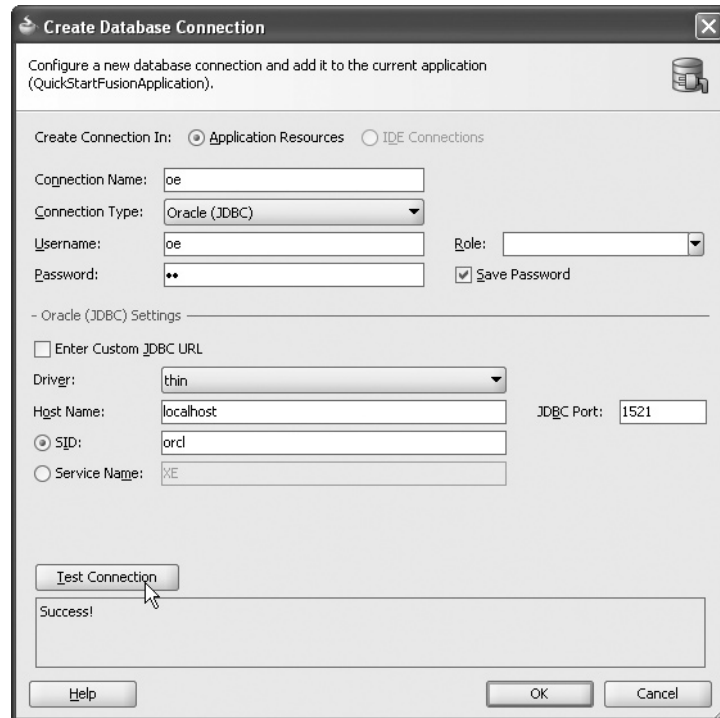 Create Database Connection
Configure a new database connection and add it to the current application
(QuickStartFusionApplication).
Create Connection In: Application Resources IDE Connections
Connection Name: oe
Connection Type: Oracle (JDBC)
Username: oe Role:
Password: •• Save Password
Oracle (JDBC) Settings
Enter Custom JDBC URL
Driver: thin
Host Name: localhost JDBC Port: 1521
SID: orcl
Service Name: XE
Test Connection
Success!
Help OK Cancel